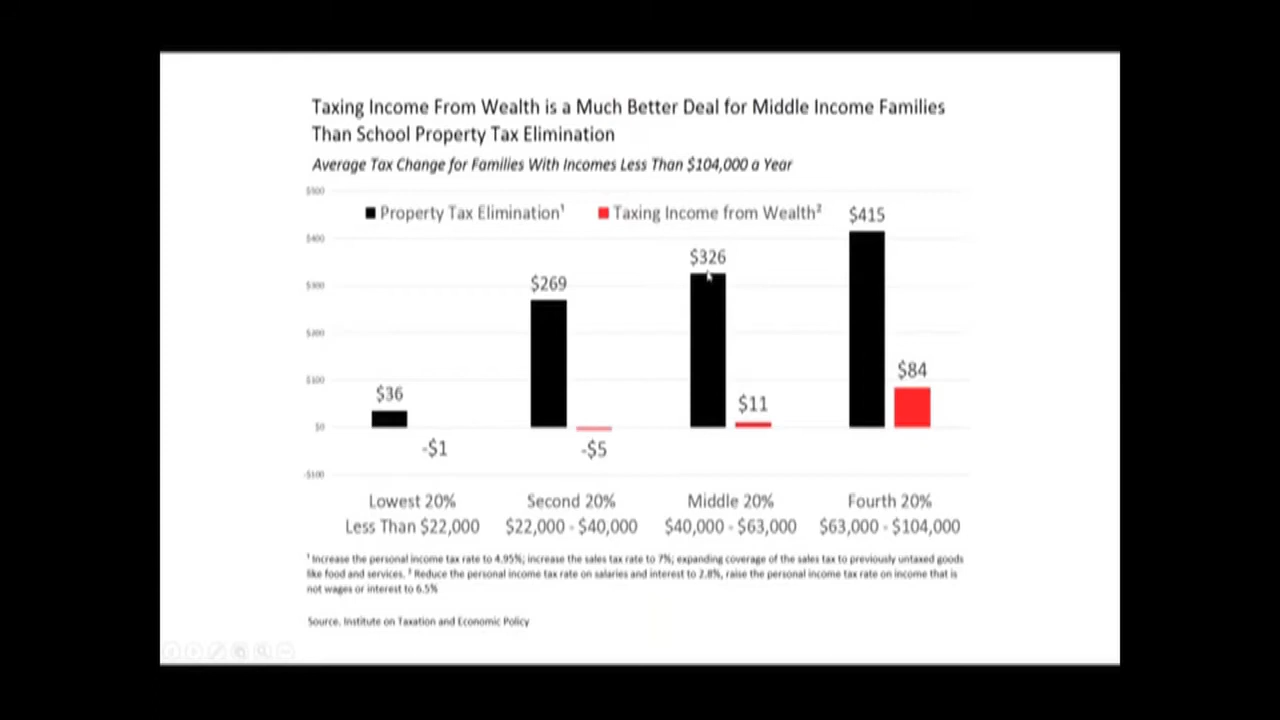 Taxing Income From Wealth is a Much Better Deal for Middle Income Families
Than School Property Tax Elimination
Average Tax Change for Families With Incomes Less Than $104,000 a Year
$500
Property Tax Elimination¹ Taxing Income from Wealth² $415
$400
$326
$300
$269
$200
$100
$84
$36
$11
$0
-$1 -$5
-$100
Lowest 20% Second 20% Middle 20% Fourth 20%
Less Than $22,000 $22,000 - $40,000 $40,000 - $63,000 $63,000 - $104,000
¹ Increase the personal income tax rate to 4.95%; increase the sales tax rate to 7%; expanding coverage of the sales tax to previously untaxed goods
like food and services. ² Reduce the personal income tax rate on salaries and interest to 2.8%, raise the personal income tax rate on income that is
not wages or interest to 6.5%
Source. Institute on Taxation and Economic Policy